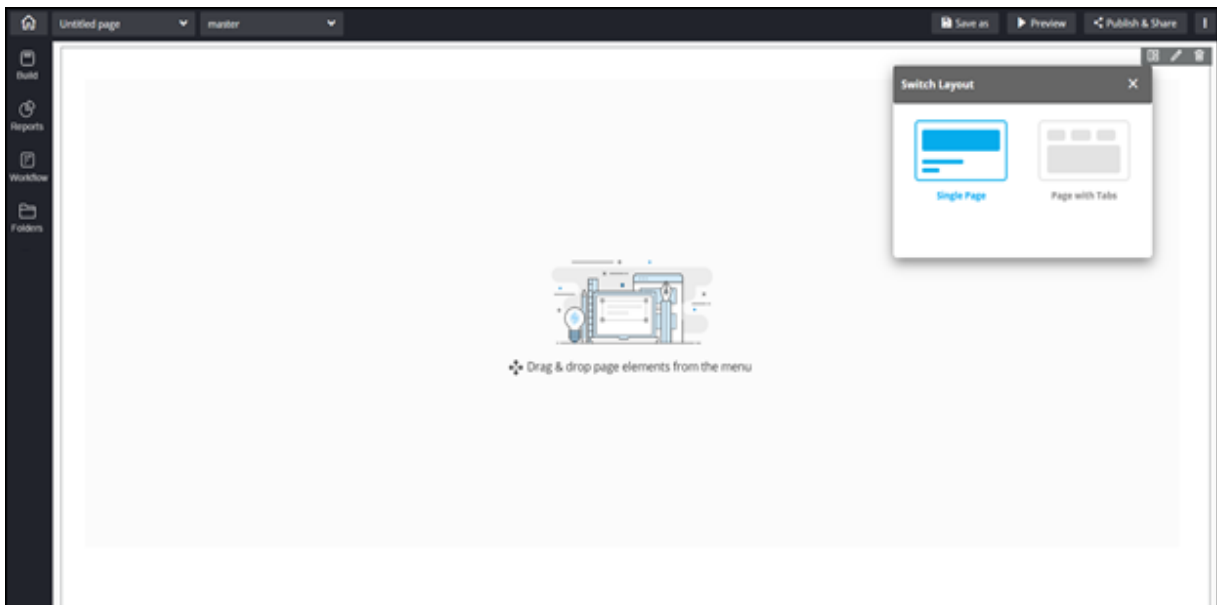 Untitled page
master
Save as
Preview
Publish & Share
Build
Reports
Workflow
Folders
Switch Layout
Single Page
Page with Tabs
Drag & drop page elements from the menu